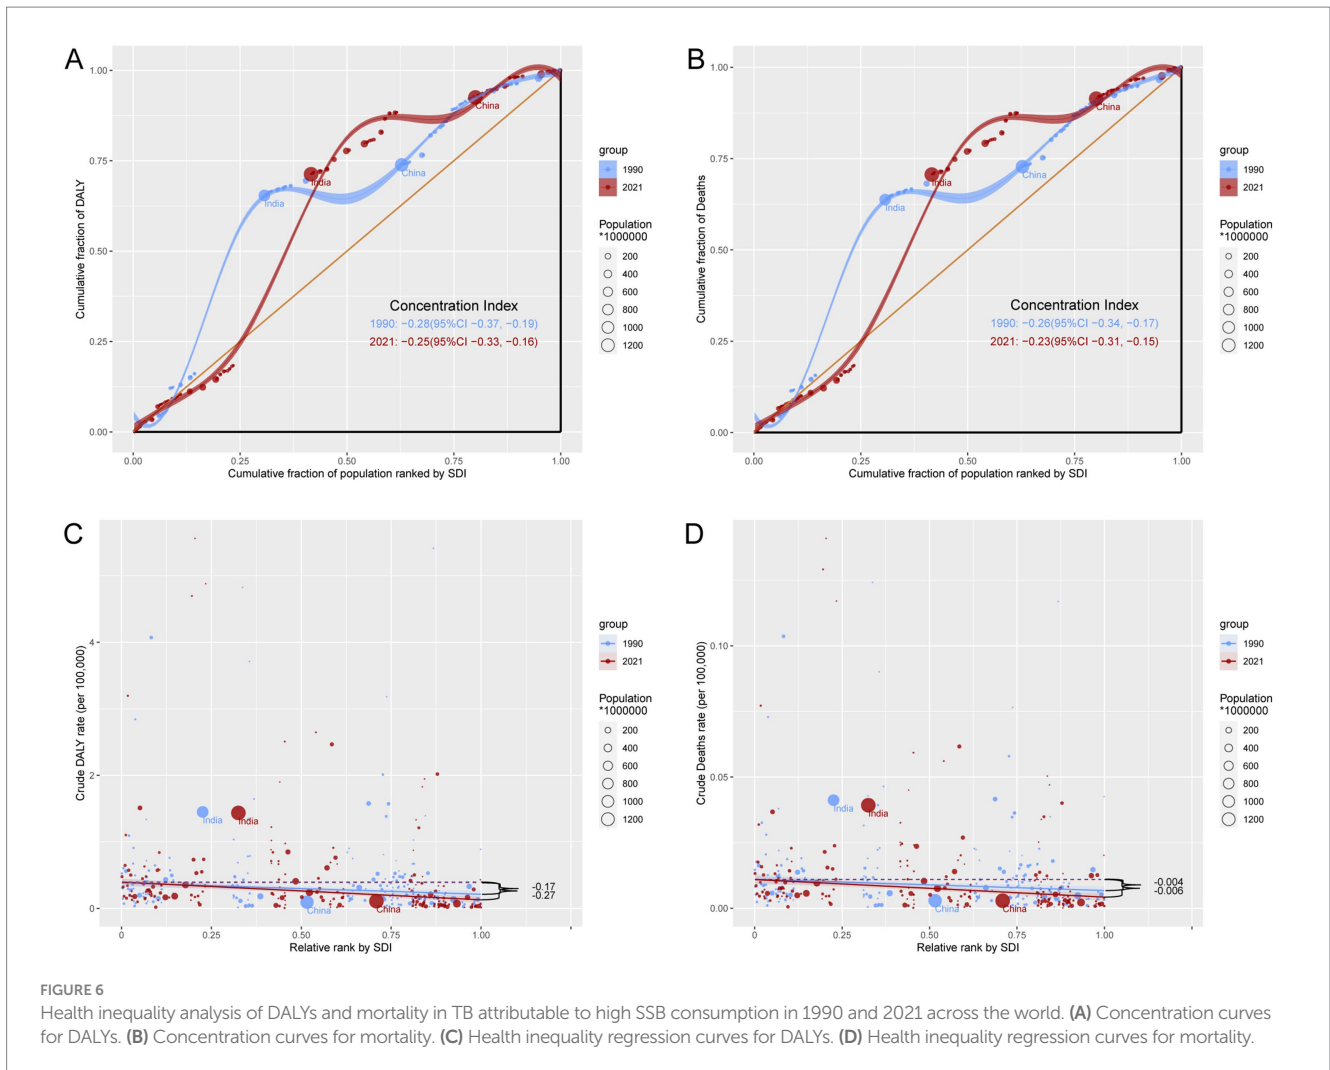 A
Cumulative fraction of DALY
1.00
0.75
0.50
0.25
0.00
China
India
China
India
Concentration Index
1990: −0.28(95%CI −0.37, −0.19)
2021: −0.25(95%CI −0.33, −0.16)
0.00 0.25 0.50 0.75 1.00
Cumulative fraction of population ranked by SDI
group
1990
2021
Population
*1000000
200
400
600
800
1000
1200
B
Cumulative fraction of Deaths
1.00
0.75
0.50
0.25
0.00
China
India
China
India
Concentration Index
1990: −0.26(95%CI −0.34, −0.17)
2021: −0.23(95%CI −0.31, −0.15)
0.00 0.25 0.50 0.75 1.00
Cumulative fraction of population ranked by SDI
group
1990
2021
Population
*1000000
200
400
600
800
1000
1200
C
Crude DALY rate (per 100,000)
4
2
0
India
India
China
China
-0.17
-0.27
0 0.25 0.50 0.75 1.00
Relative rank by SDI
group
1990
2021
Population
*1000000
200
400
600
800
1000
1200
D
Crude Deaths rate (per 100,000)
0.10
0.05
0.00
India
India
China
China
-0.004
-0.006
0 0.25 0.50 0.75 1.00
Relative rank by SDI
group
1990
2021
Population
*1000000
200
400
600
800
1000
1200
FIGURE 6
Health inequality analysis of DALYs and mortality in TB attributable to high SSB consumption in 1990 and 2021 across the world. (A) Concentration curves
for DALYs. (B) Concentration curves for mortality. (C) Health inequality regression curves for DALYs. (D) Health inequality regression curves for mortality.